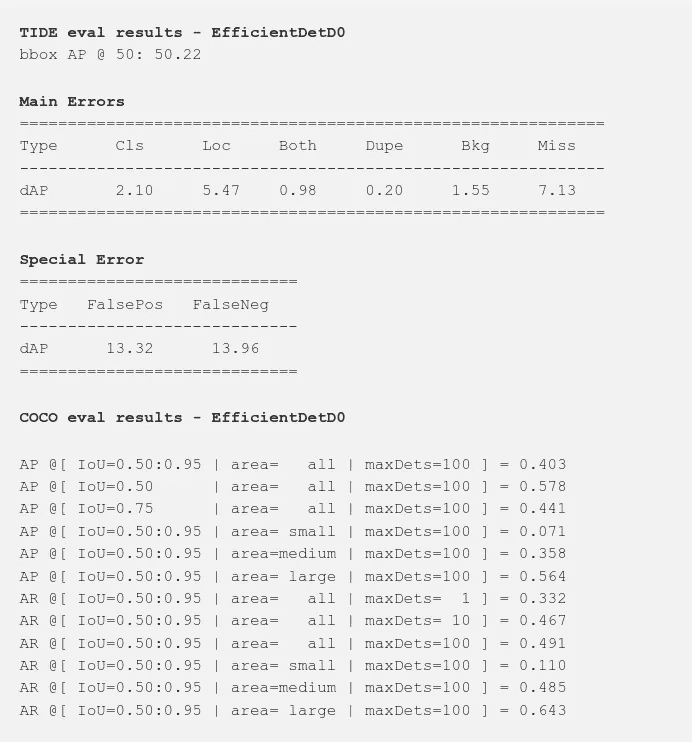 TIDE eval results - EfficientDetD0
bbox AP @ 50: 50.22
Main Errors
=============================================================
Type      Cls      Loc     Both     Dupe      Bkg     Miss
-------------------------------------------------------------
dAP       2.10     5.47    0.98     0.20     1.55     7.13
=============================================================
Special Error
=============================
Type   FalsePos   FalseNeg
-----------------------------
dAP      13.32      13.96
=============================
COCO eval results - EfficientDetD0
AP @[ IoU=0.50:0.95 | area=   all | maxDets=100 ] = 0.403
AP @[ IoU=0.50      | area=   all | maxDets=100 ] = 0.578
AP @[ IoU=0.75      | area=   all | maxDets=100 ] = 0.441
AP @[ IoU=0.50:0.95 | area= small | maxDets=100 ] = 0.071
AP @[ IoU=0.50:0.95 | area=medium | maxDets=100 ] = 0.358
AP @[ IoU=0.50:0.95 | area= large | maxDets=100 ] = 0.564
AR @[ IoU=0.50:0.95 | area=   all | maxDets=  1 ] = 0.332
AR @[ IoU=0.50:0.95 | area=   all | maxDets= 10 ] = 0.467
AR @[ IoU=0.50:0.95 | area=   all | maxDets=100 ] = 0.491
AR @[ IoU=0.50:0.95 | area= small | maxDets=100 ] = 0.110
AR @[ IoU=0.50:0.95 | area=medium | maxDets=100 ] = 0.485
AR @[ IoU=0.50:0.95 | area= large | maxDets=100 ] = 0.643